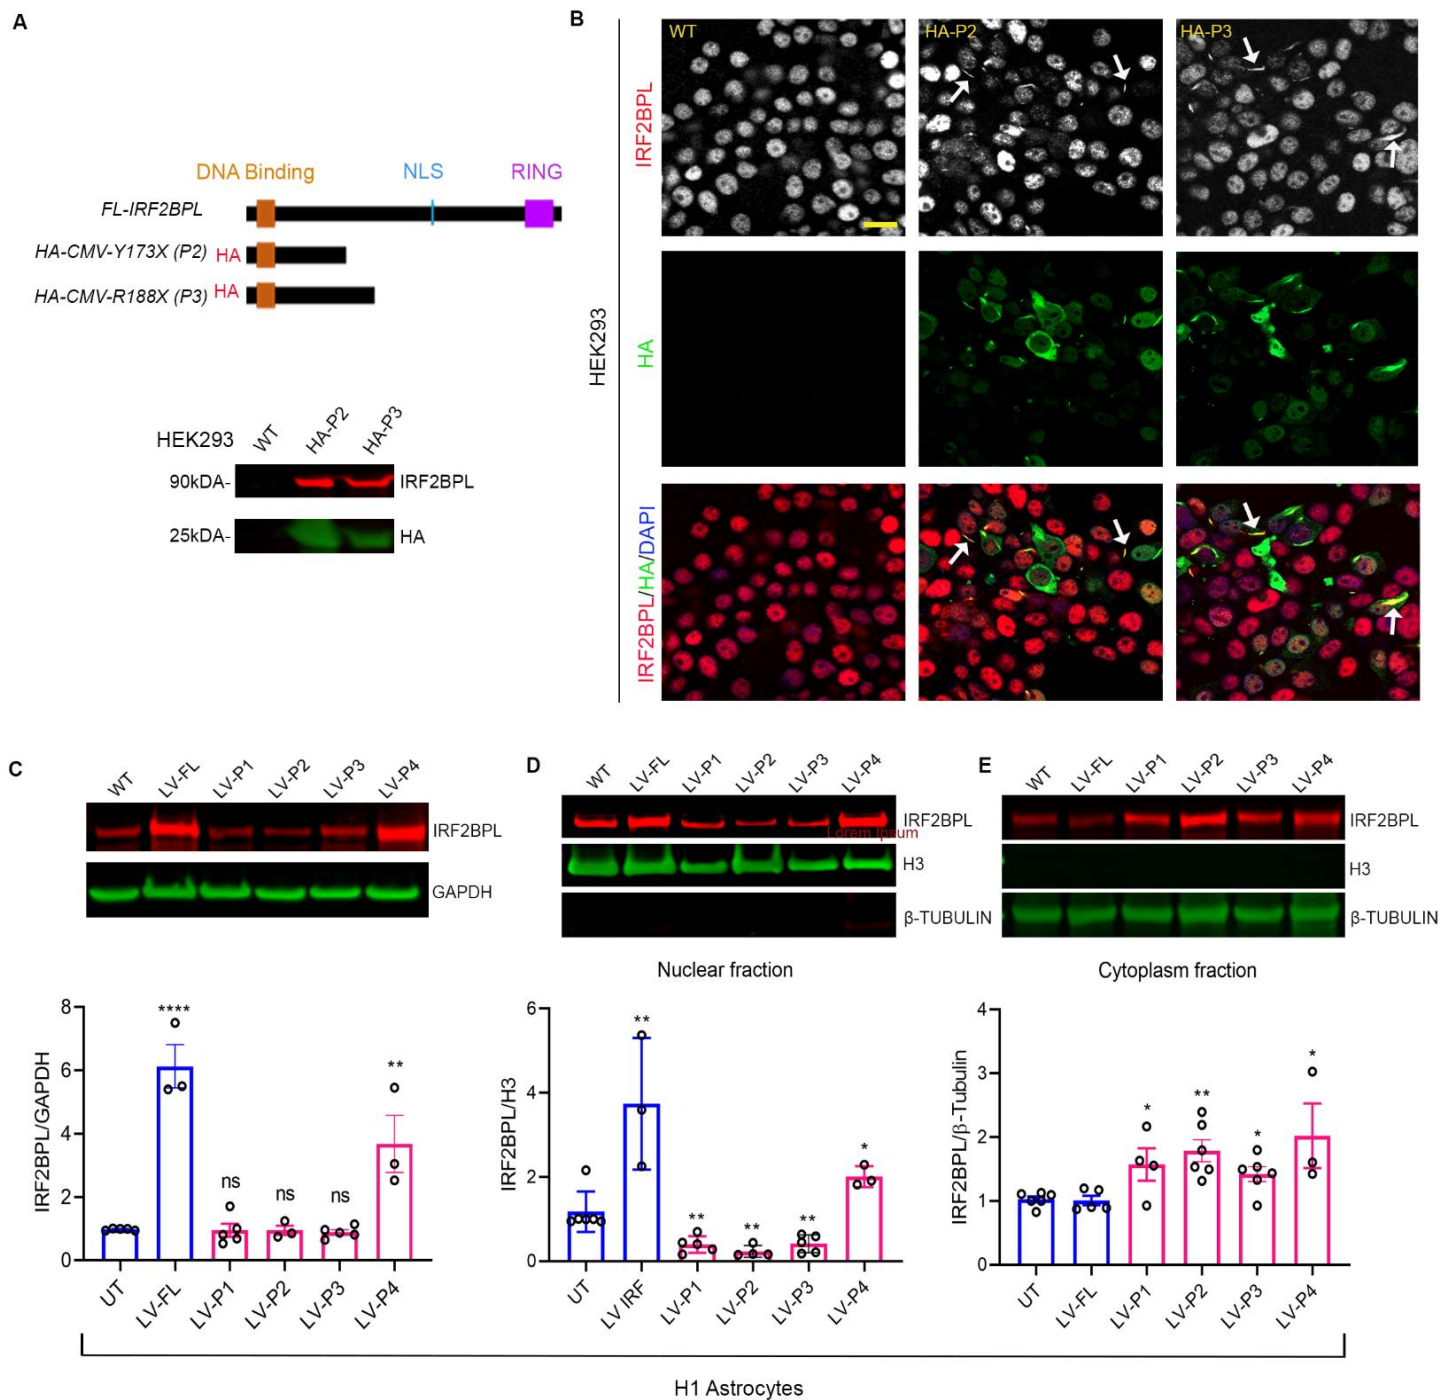 A
DNA Binding NLS RING
FL-IRF2BPL
HA-CMV-Y173X (P2) HA
HA-CMV-R188X (P3) HA
HEK293 WT HA-P2 HA-P3
90kDA- IRF2BPL
25kDA- HA
B
WT HA-P2 HA-P3
IRF2BPL
HA
IRF2BPL/HA/DAPI
HEK293
C
WT LV-FL LV-P1 LV-P2 LV-P3 LV-P4
IRF2BPL
GAPDH
8
6
4
2
0
IRF2BPL/GAPDH
**** ns ns ns **
UT LV-FL LV-P1 LV-P2 LV-P3 LV-P4
D
WT LV-FL LV-P1 LV-P2 LV-P3 LV-P4
IRF2BPL
Lorem Ipsum
H3
β-TUBULIN
Nuclear fraction
6
4
2
0
IRF2BPL/H3
** ** ** ** *
UT LV IRF LV-P1 LV-P2 LV-P3 LV-P4
E
WT LV-FL LV-P1 LV-P2 LV-P3 LV-P4
IRF2BPL
H3
β-TUBULIN
Cytoplasm fraction
4
3
2
1
0
IRF2BPL/β-Tubulin
* ** * *
UT LV-FL LV-P1 LV-P2 LV-P3 LV-P4
H1 Astrocytes